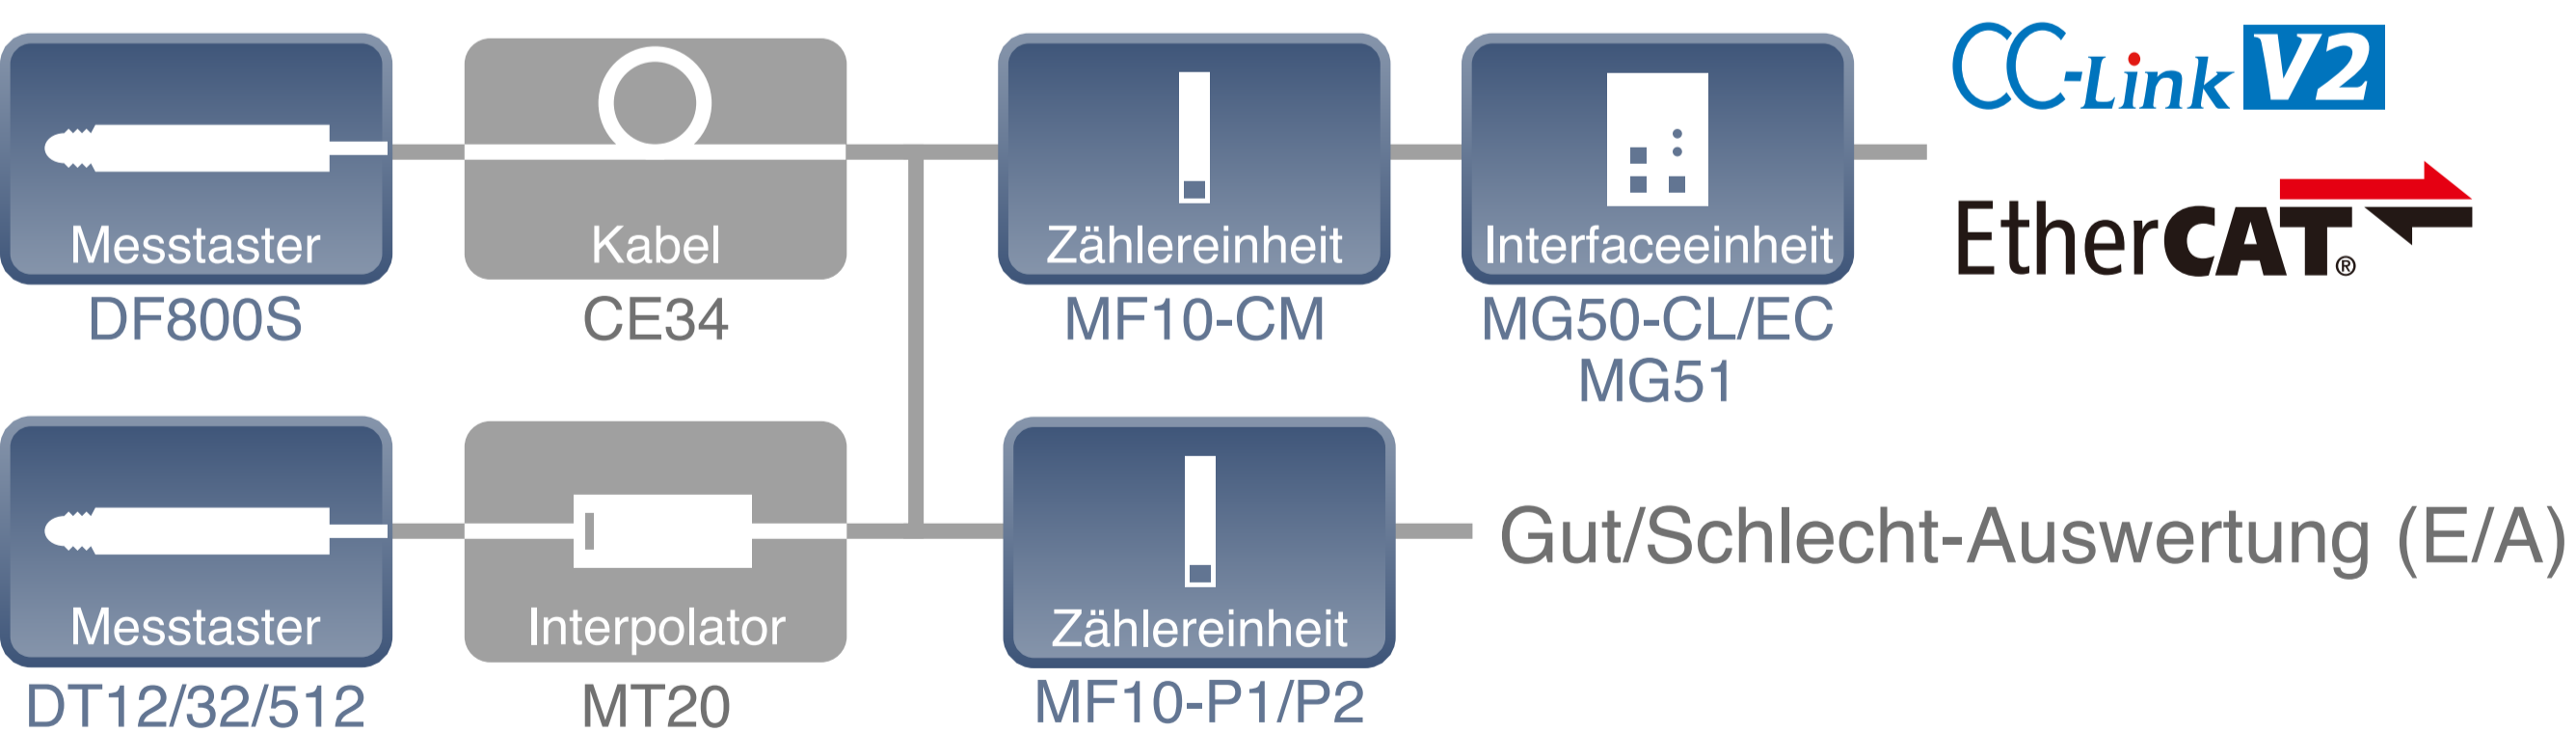 Messtaster
DF800S
Kabel
CE34
Zählereinheit
MF10-CM
Interfaceeinheit
MG50-CL/EC
MG51
CC-Link V2
EtherCAT®
Messtaster
DT12/32/512
Interpolator
MT20
Zählereinheit
MF10-P1/P2
Gut/Schlecht-Auswertung (E/A)